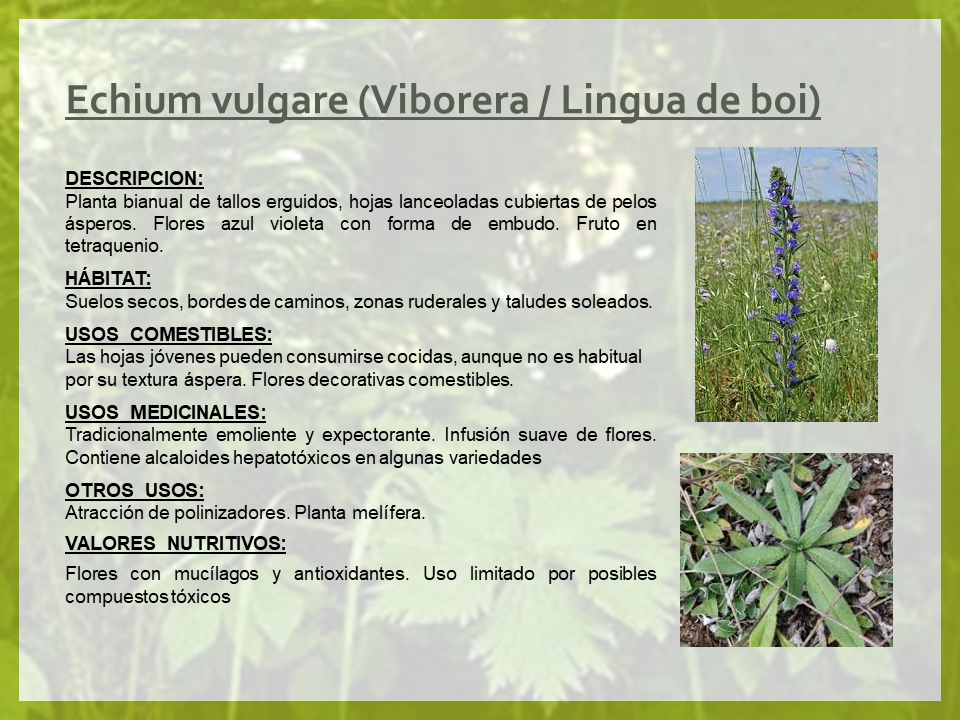 Echium vulgare (Viborera / Lingua de boi)
DESCRIPCION:
Planta bianual de tallos erguidos, hojas lanceoladas cubiertas de pelos
ásperos. Flores azul violeta con forma de embudo. Fruto en
tetraquenio.
HÁBITAT:
Suelos secos, bordes de caminos, zonas ruderales y taludes soleados.
USOS COMESTIBLES:
Las hojas jóvenes pueden consumirse cocidas, aunque no es habitual
por su textura áspera. Flores decorativas comestibles.
USOS MEDICINALES:
Tradicionalmente emoliente y expectorante. Infusión suave de flores.
Contiene alcaloides hepatotóxicos en algunas variedades
OTROS USOS:
Atracción de polinizadores. Planta melífera.
VALORES NUTRITIVOS:
Flores con mucílagos y antioxidantes. Uso limitado por posibles
compuestos tóxicos